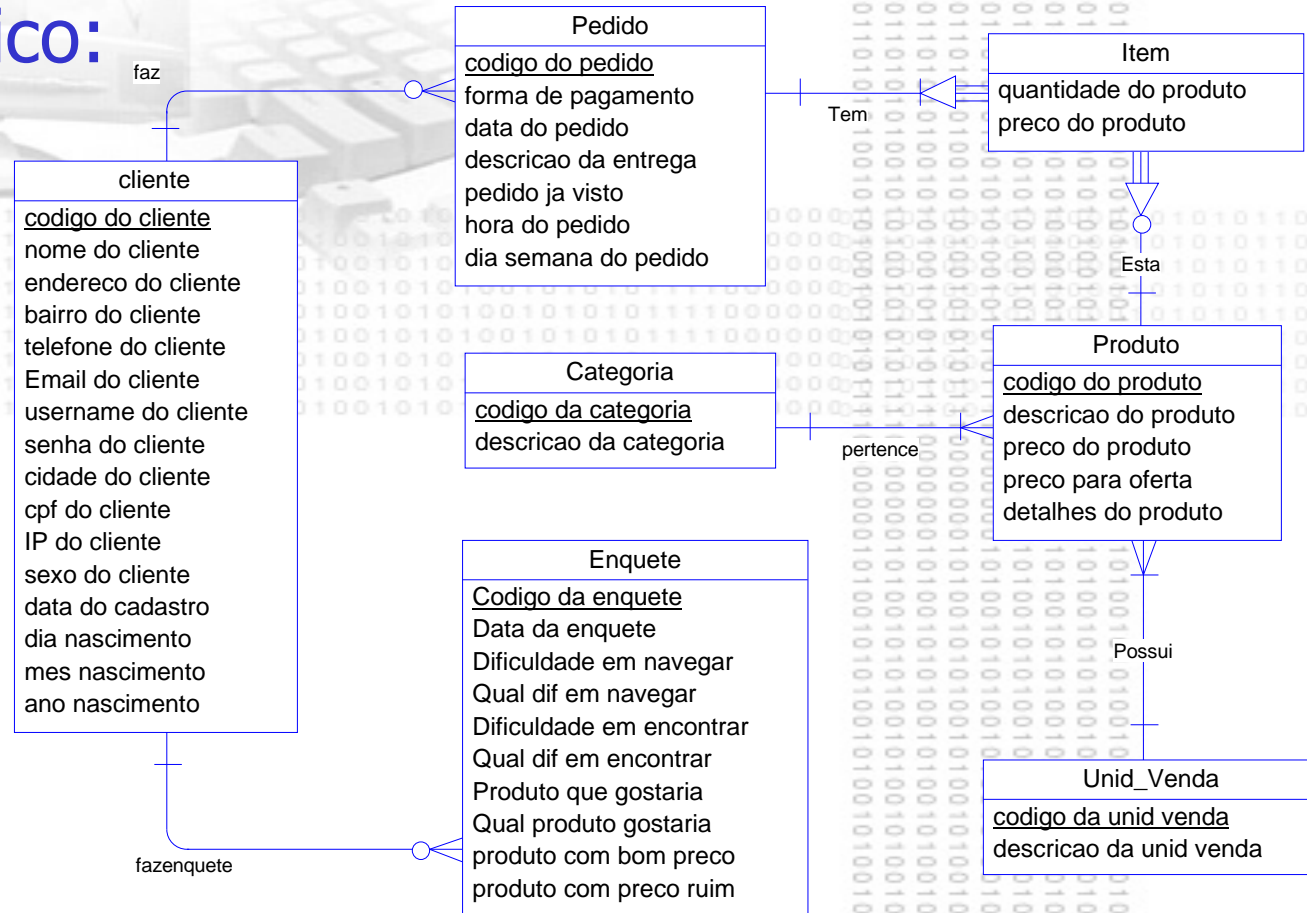 ico:
faz
Pedido
codigo do pedido
forma de pagamento
data do pedido
descricao da entrega
pedido ja visto
hora do pedido
dia semana do pedido
Tem
Item
quantidade do produto
preco do produto
Esta
cliente
codigo do cliente
nome do cliente
endereco do cliente
bairro do cliente
telefone do cliente
Email do cliente
username do cliente
senha do cliente
cidade do cliente
cpf do cliente
IP do cliente
sexo do cliente
data do cadastro
dia nascimento
mes nascimento
ano nascimento
Categoria
codigo da categoria
descricao da categoria
pertence
Produto
codigo do produto
descricao do produto
preco do produto
preco para oferta
detalhes do produto
Possui
Enquete
Codigo da enquete
Data da enquete
Dificuldade em navegar
Qual dif em navegar
Dificuldade em encontrar
Qual dif em encontrar
Produto que gostaria
Qual produto gostaria
produto com bom preco
produto com preco ruim
fazenquete
Unid_Venda
codigo da unid venda
descricao da unid venda